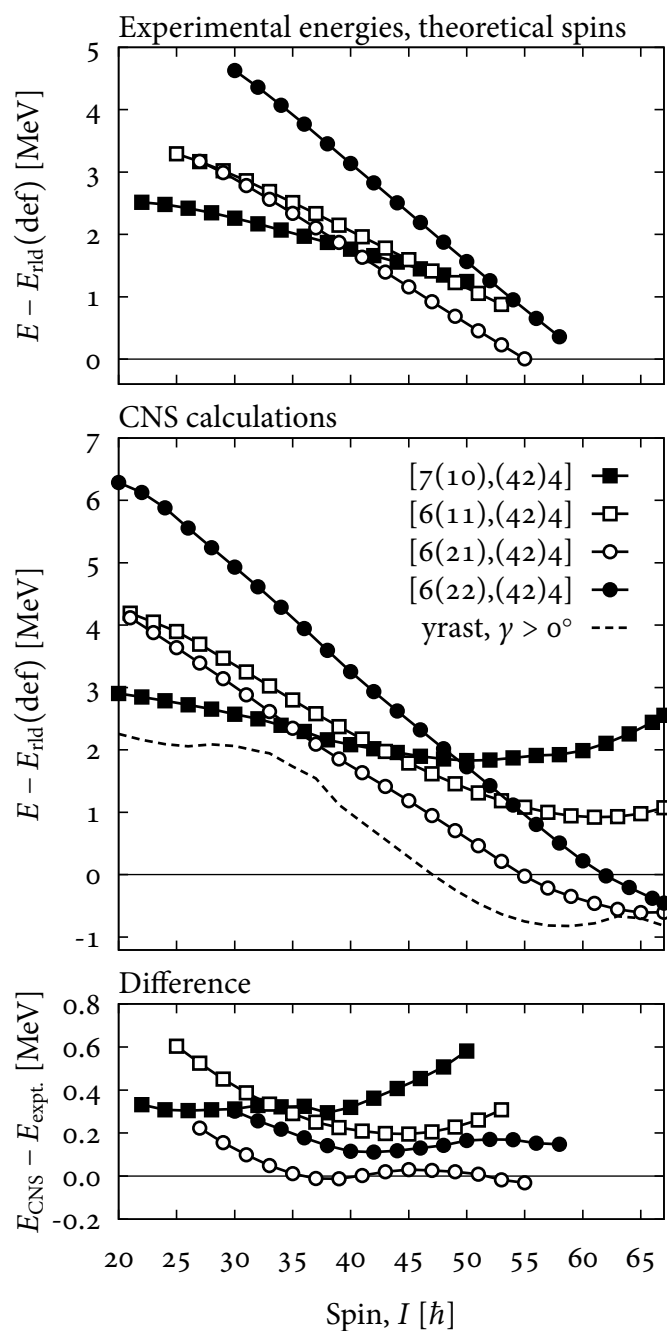 Experimental energies, theoretical spins
5
4
3
2
1
0
E − E_rld(def) [MeV]
CNS calculations
7
6
5
4
3
2
1
0
-1
E − E_rld(def) [MeV]
[7(10),(42)4]
[6(11),(42)4]
[6(21),(42)4]
[6(22),(42)4]
yrast, γ > 0°
Difference
0.8
0.6
0.4
0.2
0.0
-0.2
E_CNS − E_expt. [MeV]
20 25 30 35 40 45 50 55 60 65
Spin, I [ħ]